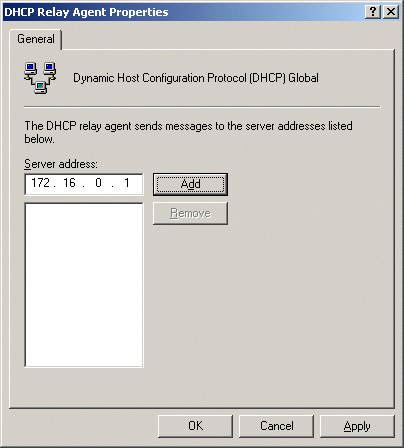 DHCP Relay Agent Properties
General
Dynamic Host Configuration Protocol (DHCP) Global
The DHCP relay agent sends messages to the server addresses listed
below.
Server address:
172 . 16 . 0 . 1
Add
Remove
OK
Cancel
Apply